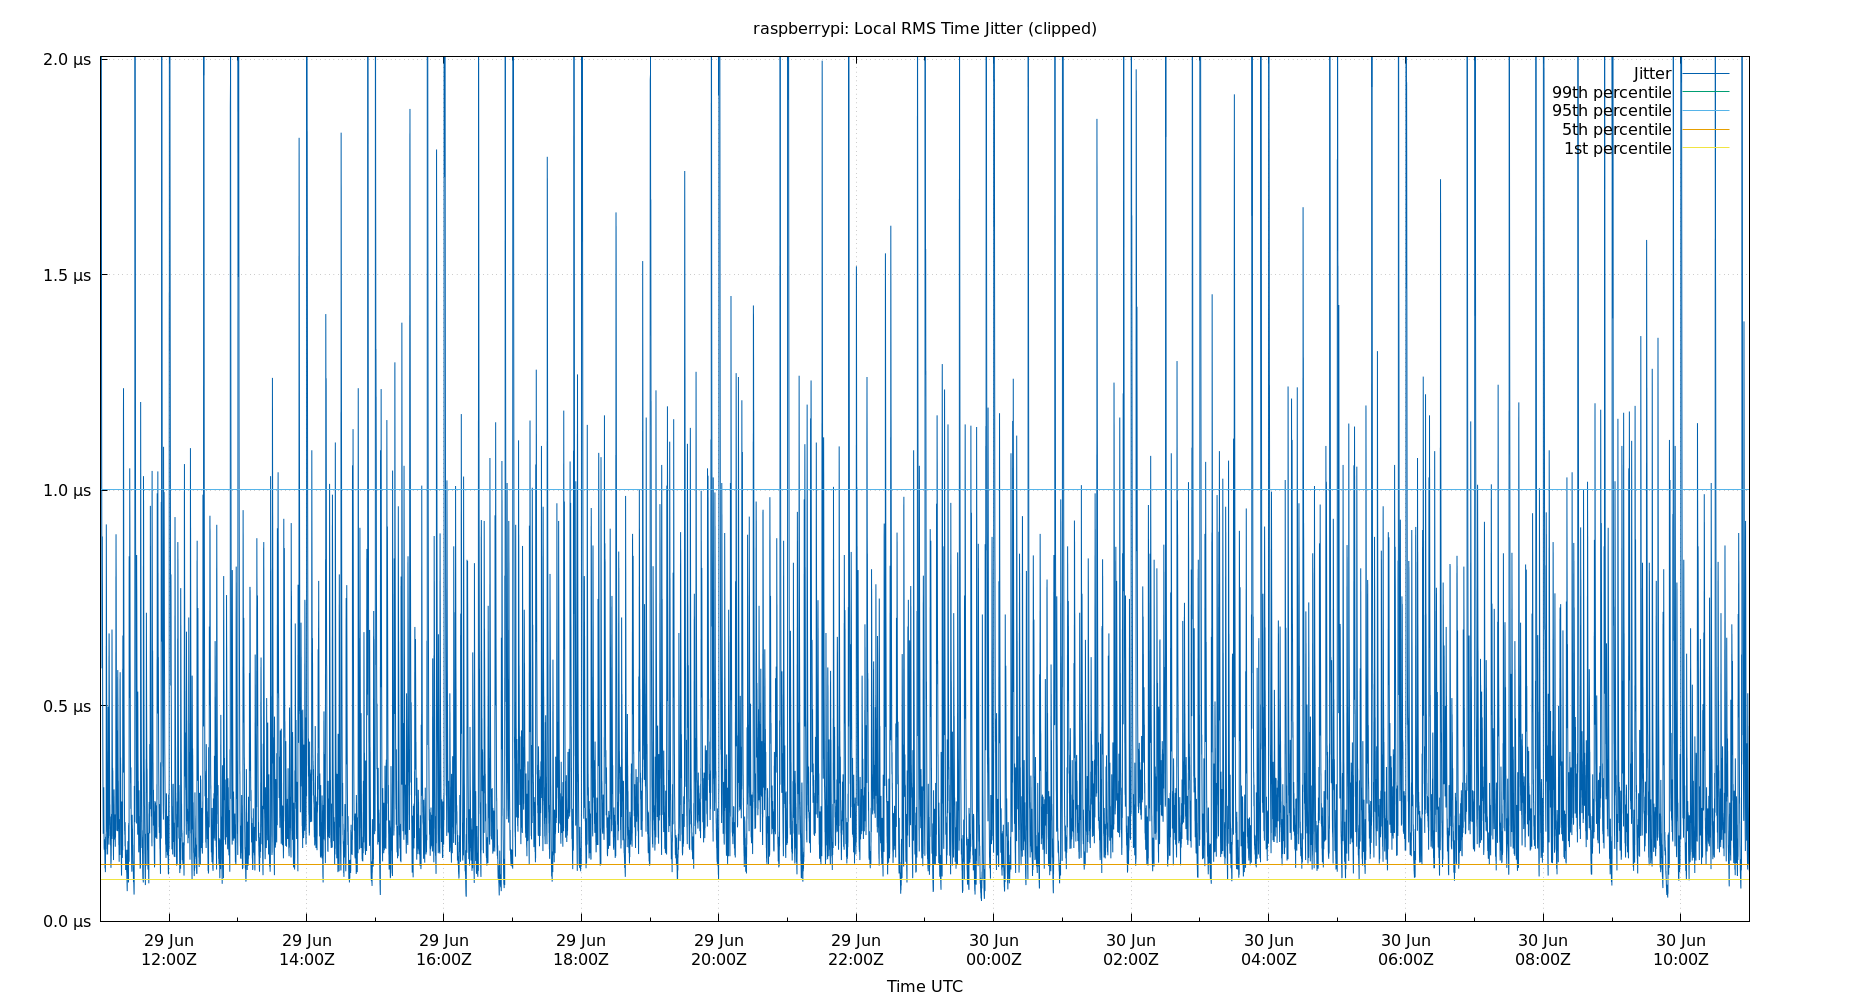 raspberrypi: Local RMS Time Jitter (clipped)
2.0 µs
1.5 µs
1.0 µs
0.5 µs
0.0 µs
Jitter
99th percentile
95th percentile
5th percentile
1st percentile
29 Jun 29 Jun 29 Jun 29 Jun 29 Jun 29 Jun 30 Jun 30 Jun 30 Jun 30 Jun 30 Jun 30 Jun
12:00Z 14:00Z 16:00Z 18:00Z 20:00Z 22:00Z 00:00Z 02:00Z 04:00Z 06:00Z 08:00Z 10:00Z
Time UTC